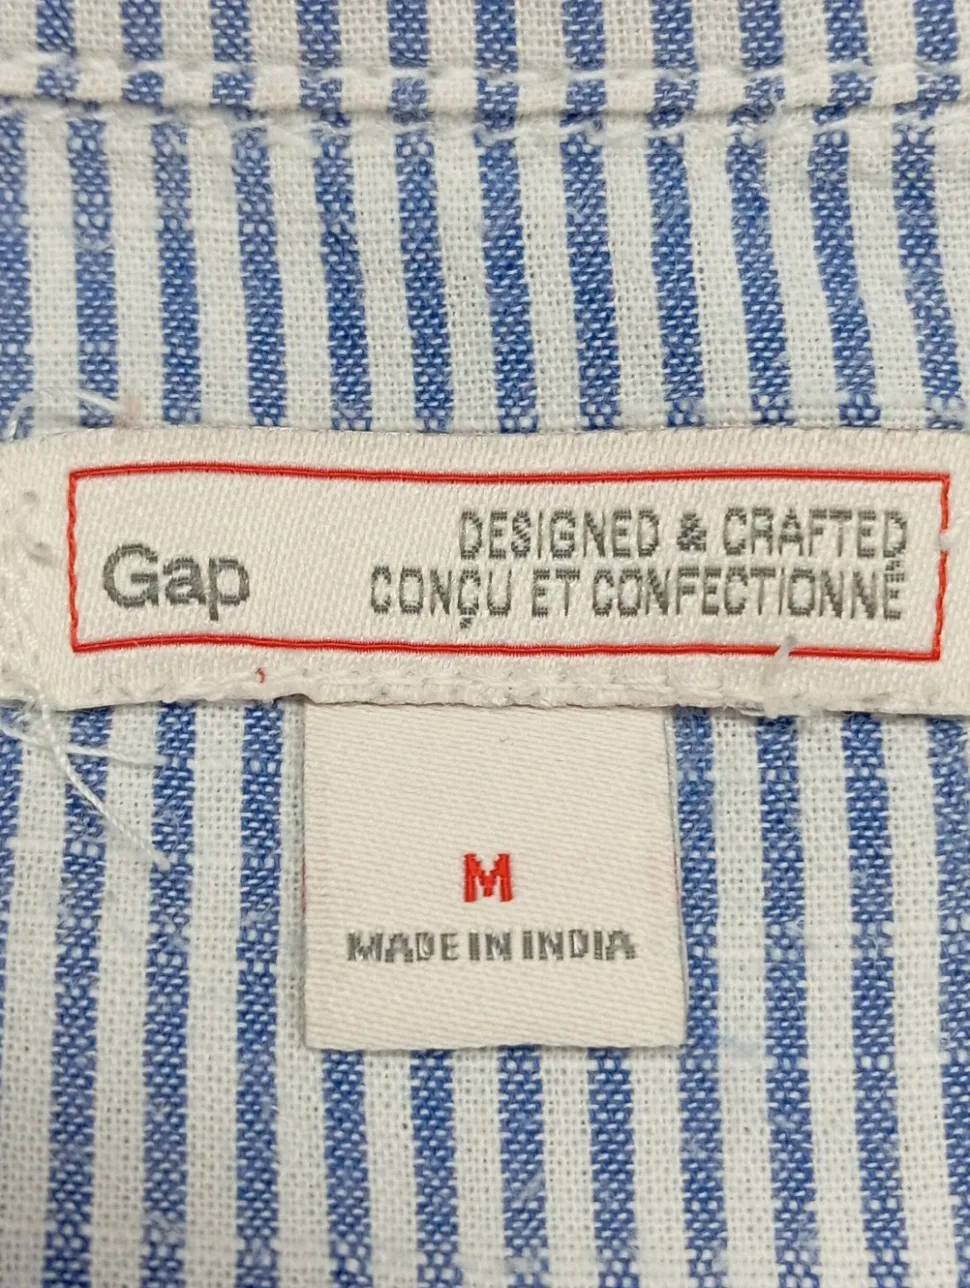 Gap
DESIGNED & CRAFTED
CONÇU ET CONFECTIONNÉ
M
MADE IN INDIA